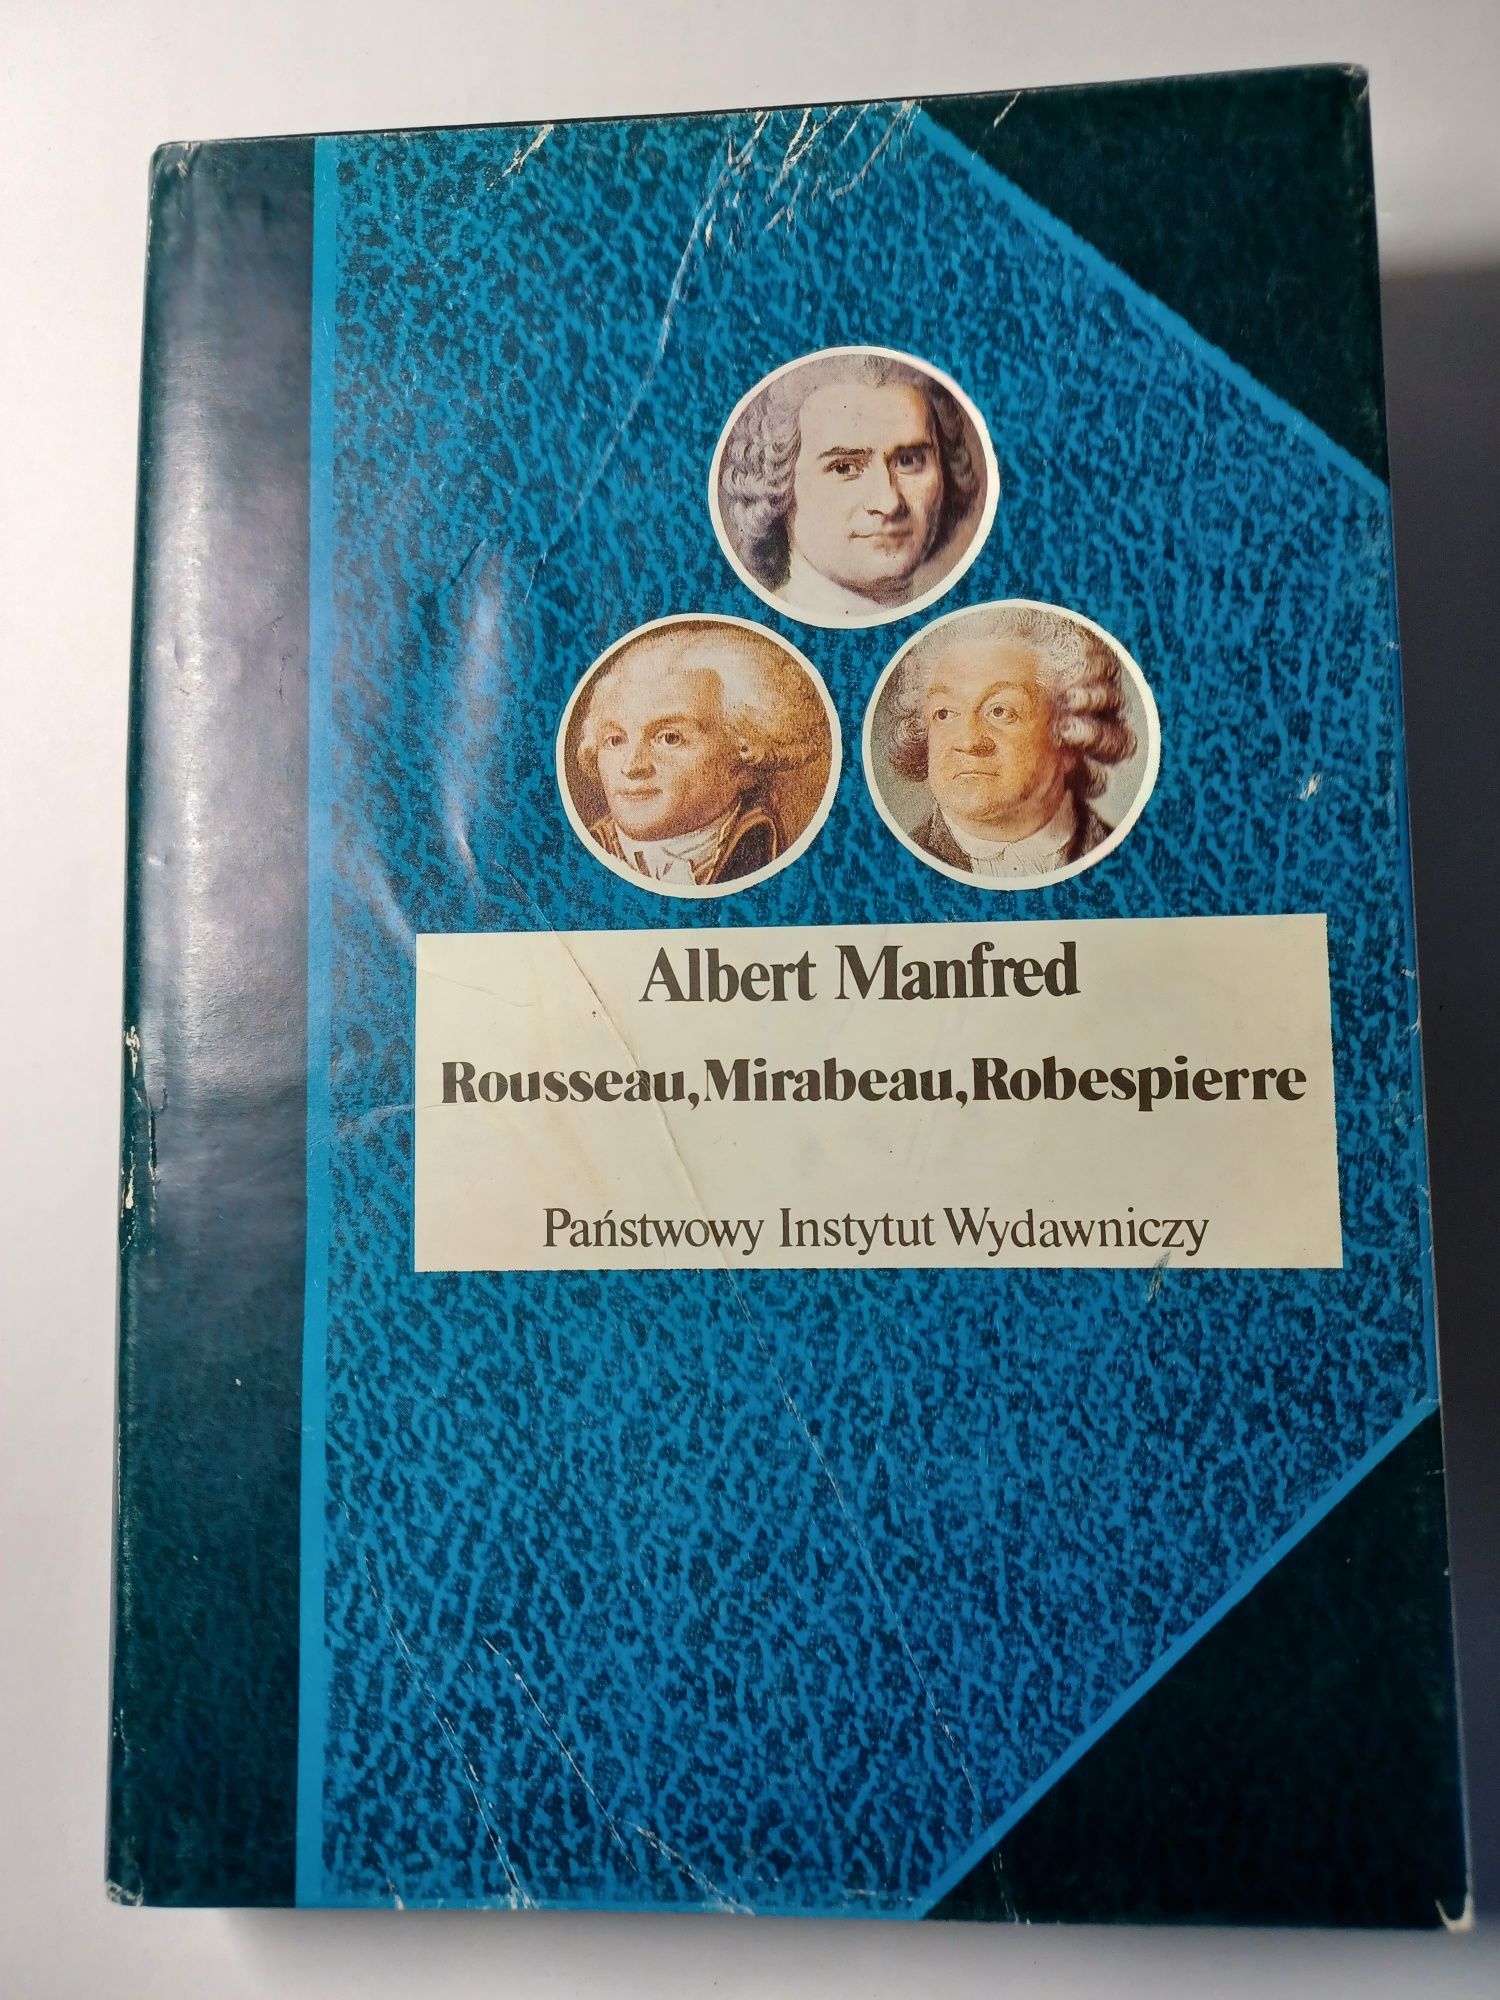 Albert Manfred
Rousseau, Mirabeau, Robespierre
Państwowy Instytut Wydawniczy